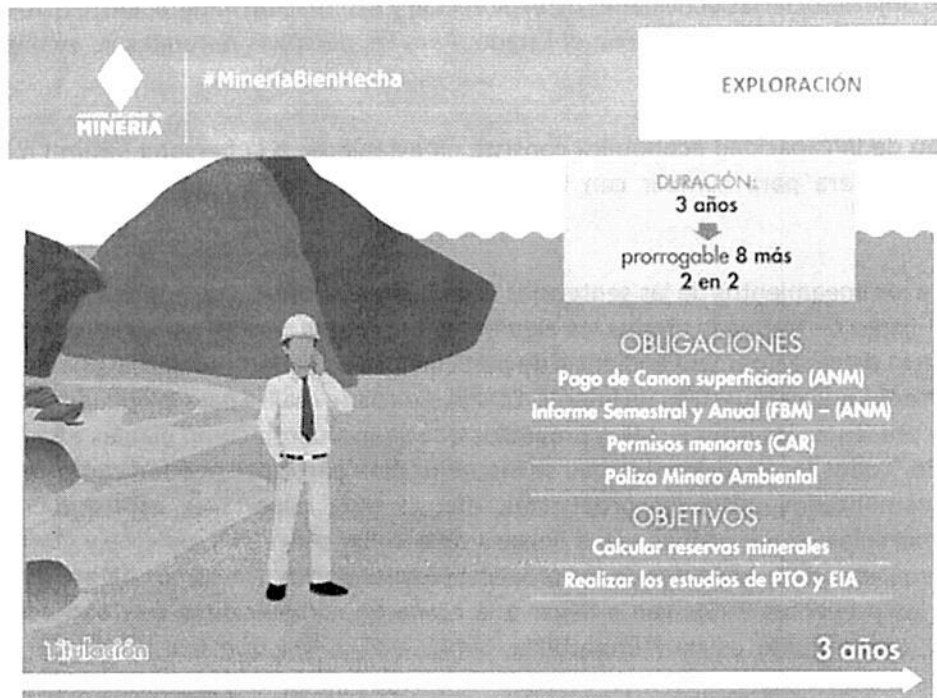 #MineríaBienHecha
MINERÍA
EXPLORACIÓN
DURACIÓN:
3 años
prorrogable 8 más
2 en 2
OBLIGACIONES
Pago de Canon superficiario (ANM)
Informe Semestral y Anual (FBM) – (ANM)
Permisos menores (CAR)
Póliza Minero Ambiental
OBJETIVOS
Calcular reservas minerales
Realizar los estudios de PTO y EIA
Titulación
3 años